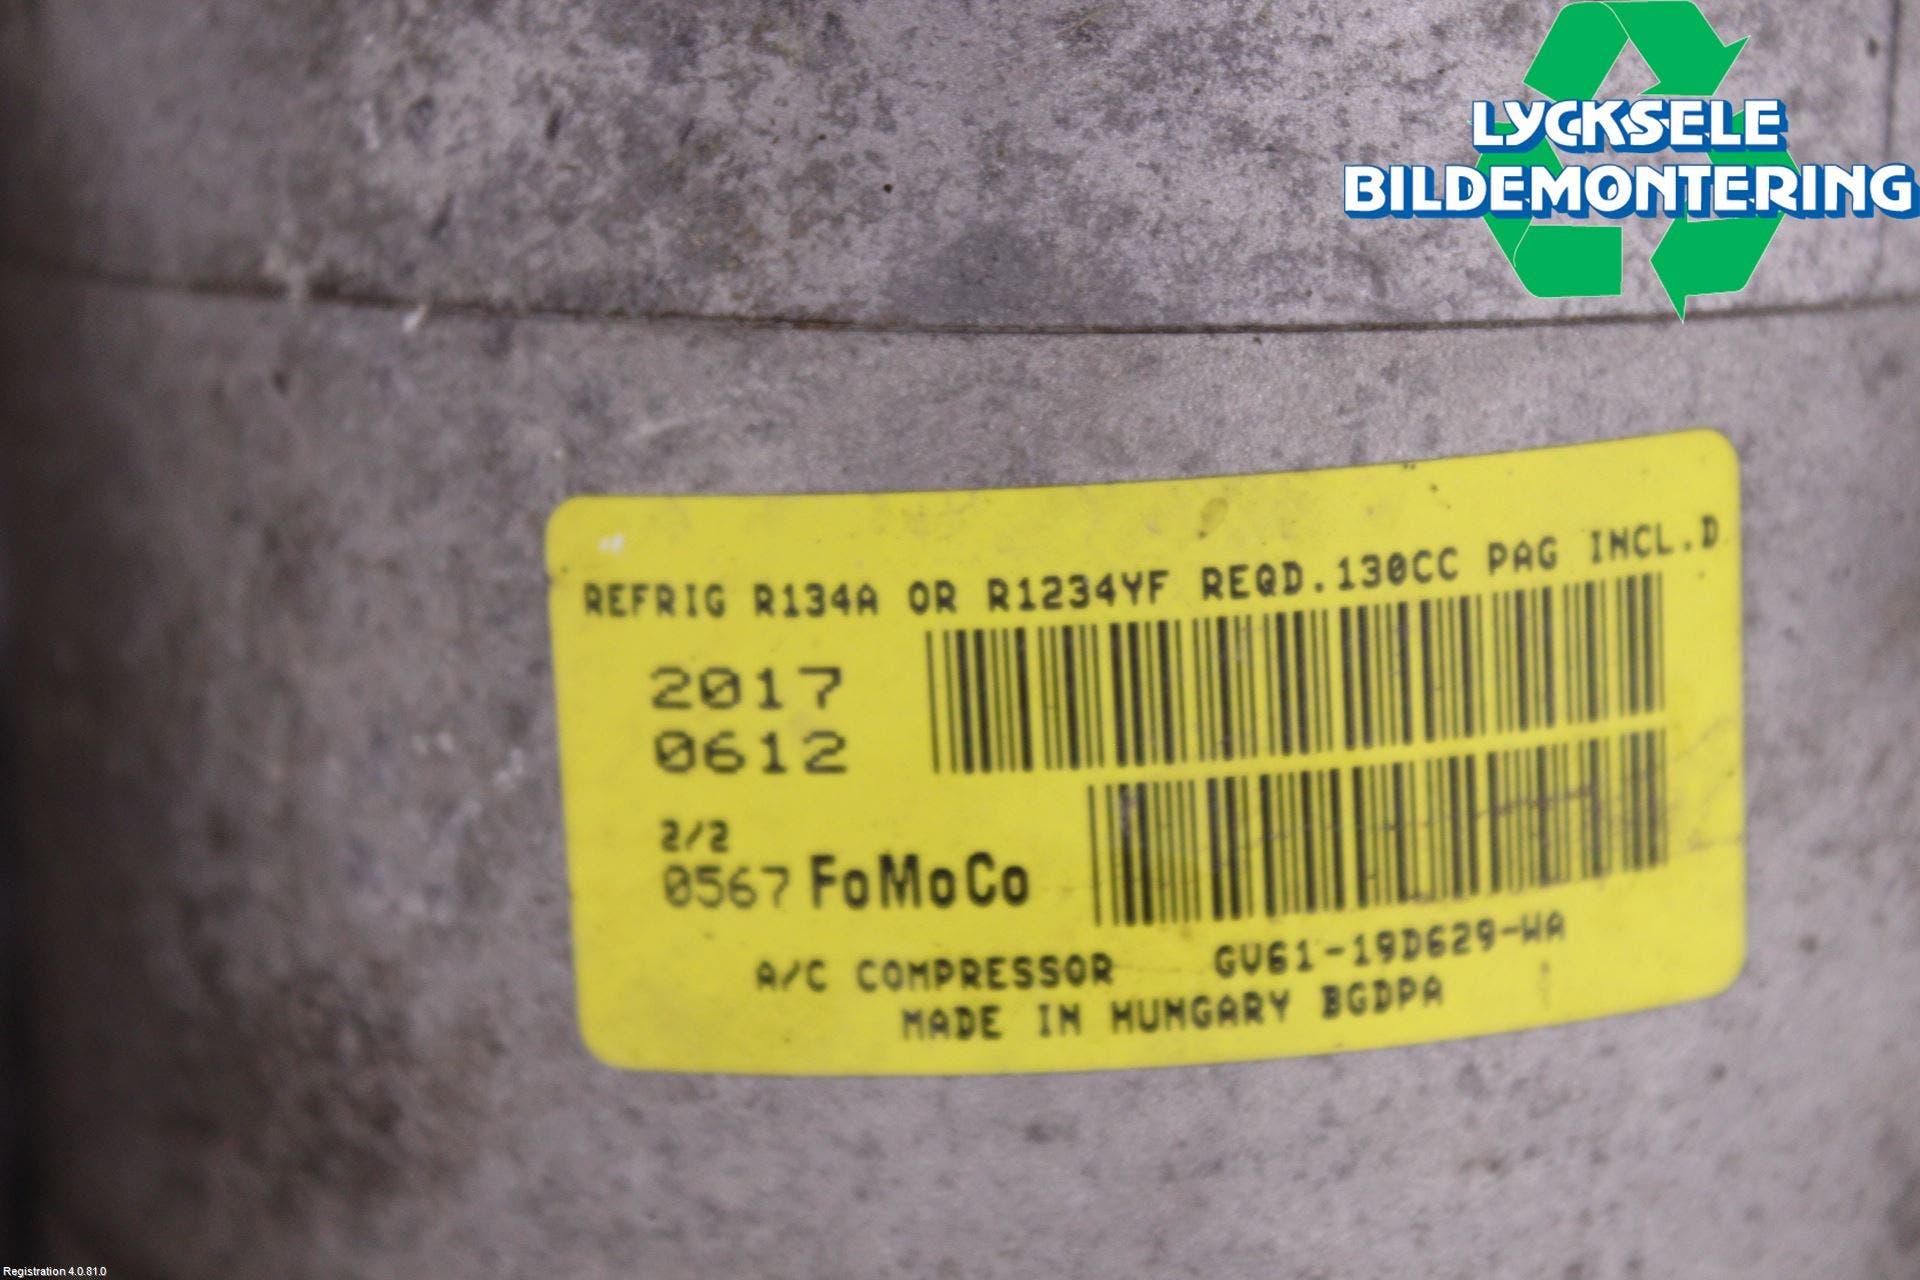 LYCKSELE
BILDEMONTERING
REFRIG R134A OR R1234YF REQD.130CC PAG INCL.D
2017
0612
2/2
0567 FoMoCo
A/C COMPRESSOR GV61-19D629-WA
MADE IN HUNGARY BGDPA
Registration 4.0.81.0